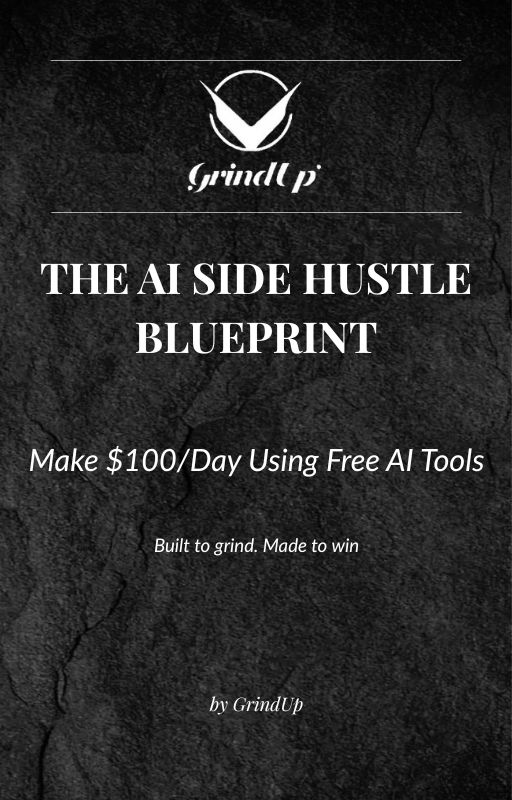 GrindUp
THE AI SIDE HUSTLE
BLUEPRINT
Make $100/Day Using Free AI Tools
Built to grind. Made to win
by GrindUp